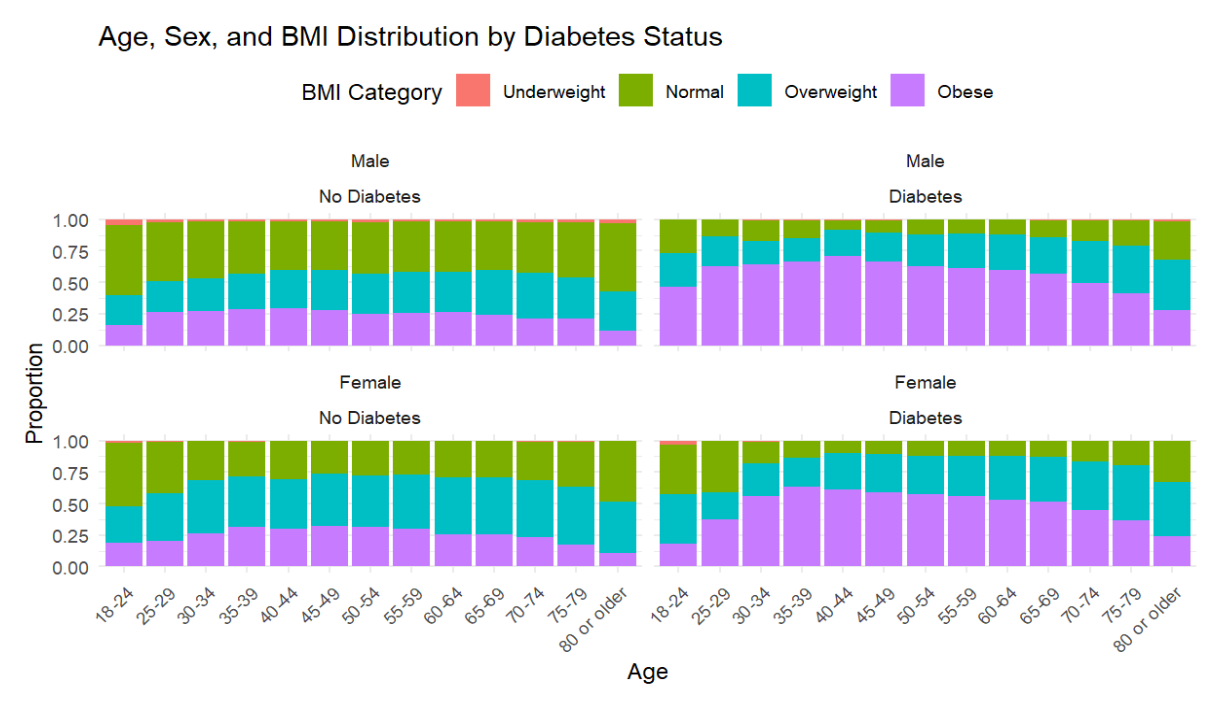 Age, Sex, and BMI Distribution by Diabetes Status
BMI Category Underweight Normal Overweight Obese
Male Male
No Diabetes Diabetes
1.00
0.75
0.50
0.25
0.00
Female Female
No Diabetes Diabetes
1.00
0.75
0.50
0.25
0.00
Proportion
18-24 25-29 30-34 35-39 40-44 45-49 50-54 55-59 60-64 65-69 70-74 75-79 80 or older 18-24 25-29 30-34 35-39 40-44 45-49 50-54 55-59 60-64 65-69 70-74 75-79 80 or older
Age